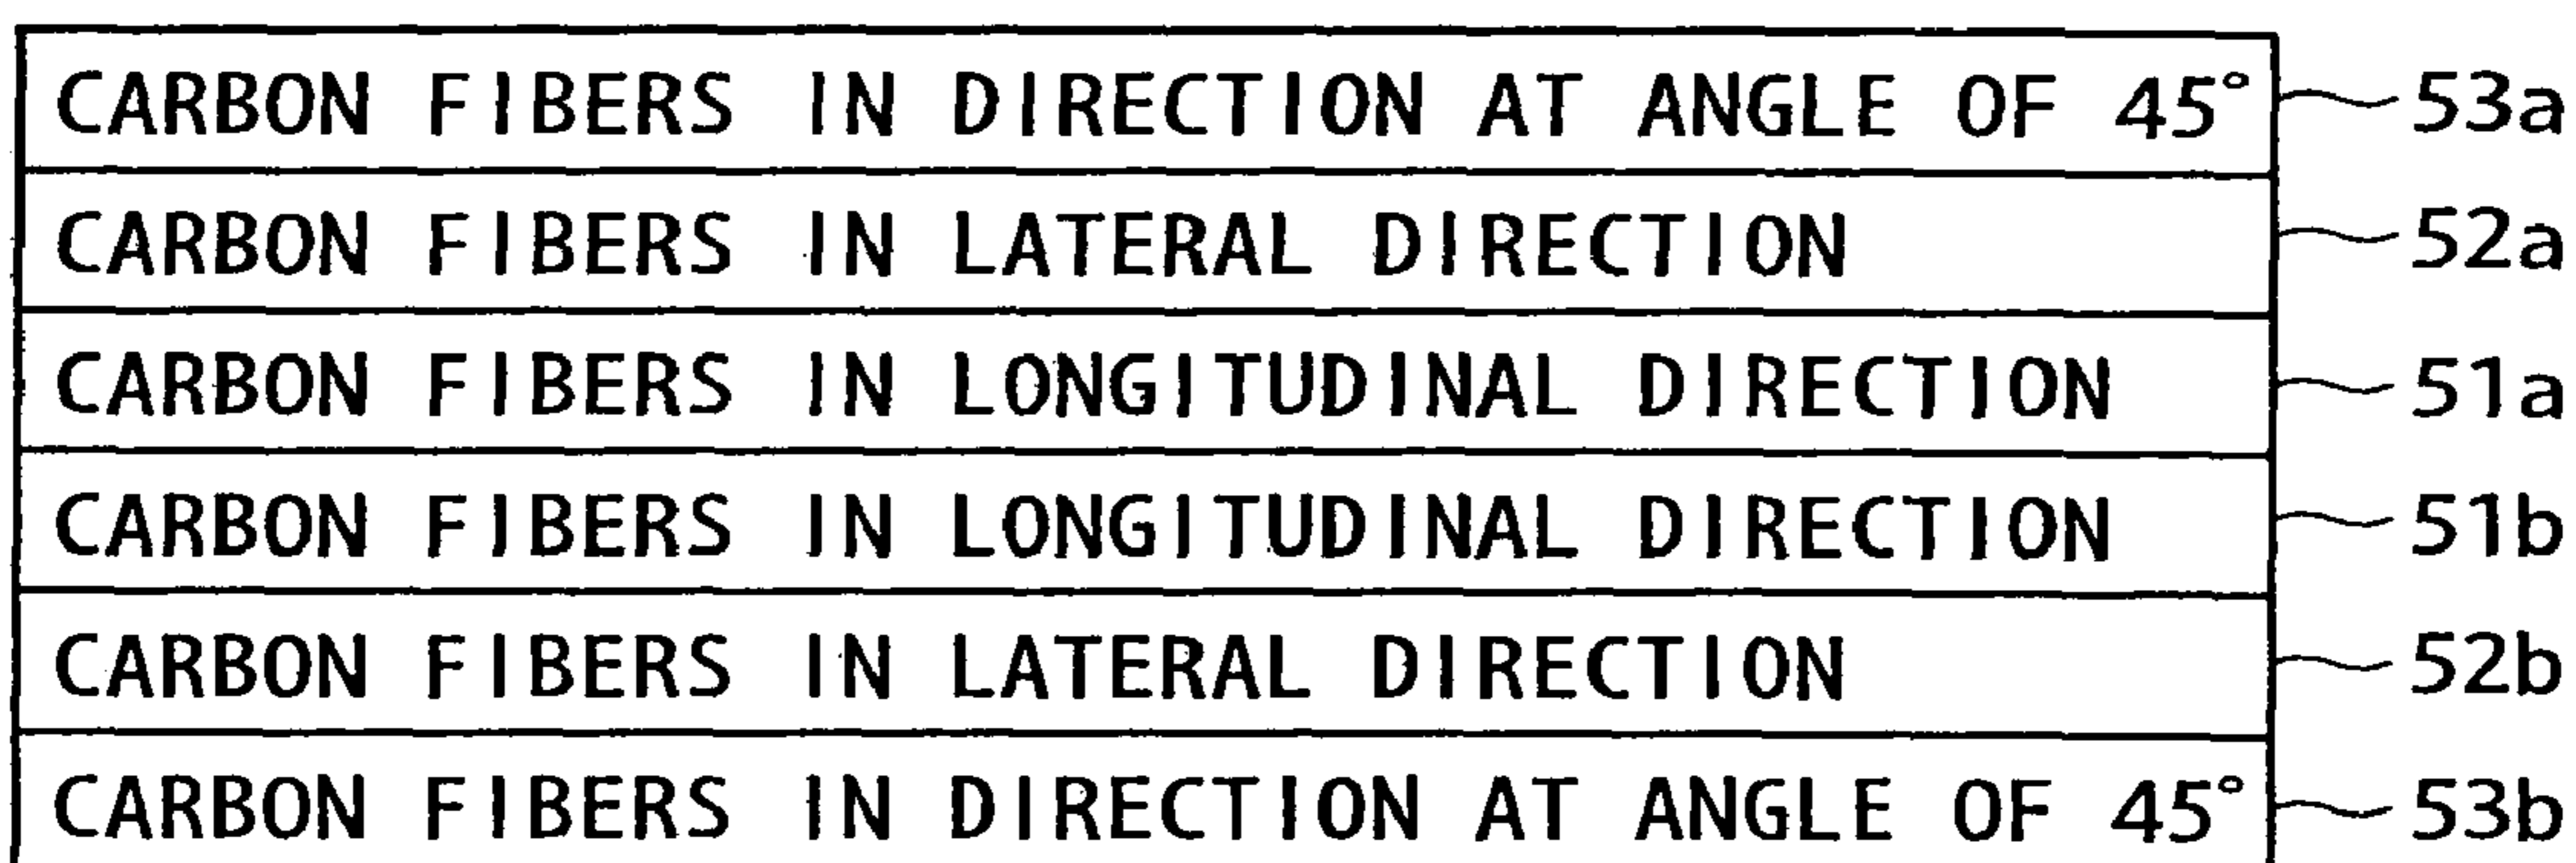 CARBON FIBERS IN DIRECTION AT ANGLE OF 45° 53a
CARBON FIBERS IN LATERAL DIRECTION 52a
CARBON FIBERS IN LONGITUDINAL DIRECTION 51a
CARBON FIBERS IN LONGITUDINAL DIRECTION 51b
CARBON FIBERS IN LATERAL DIRECTION 52b
CARBON FIBERS IN DIRECTION AT ANGLE OF 45° 53b